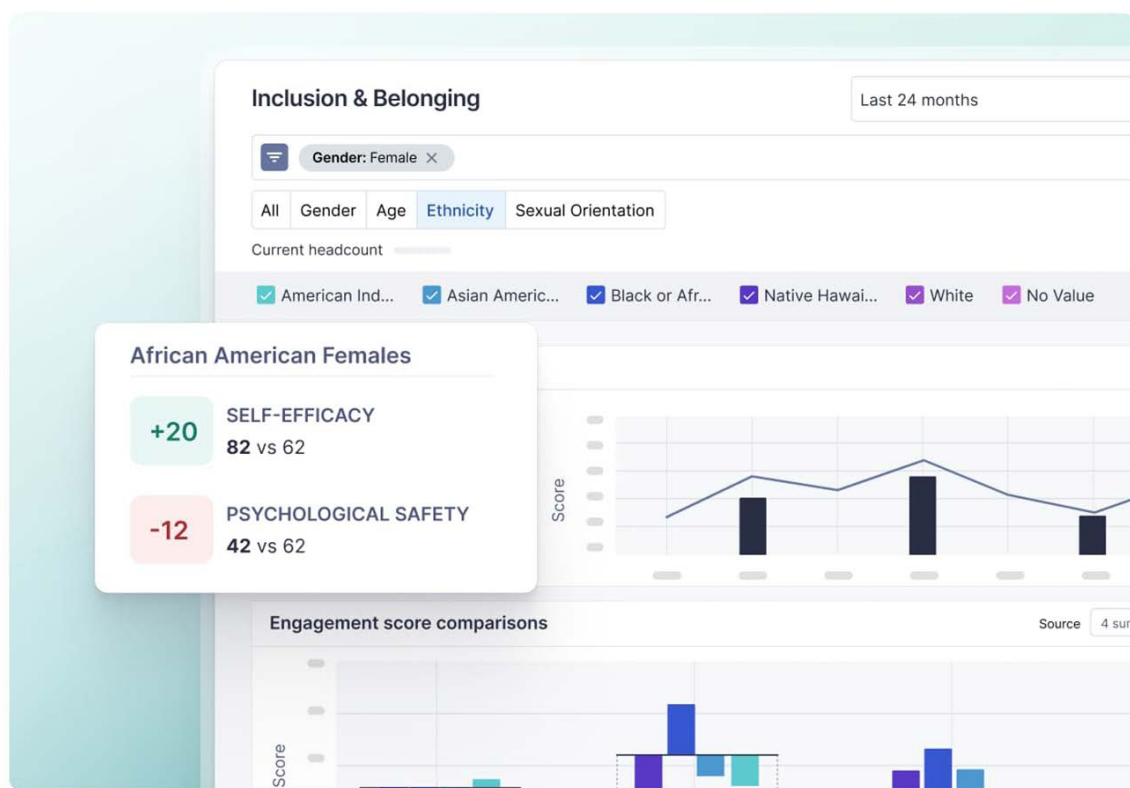 Inclusion & Belonging
Last 24 months
Gender: Female
All Gender Age Ethnicity Sexual Orientation
Current headcount
American Ind... Asian Americ... Black or Afr... Native Hawai... White No Value
African American Females
+20
SELF-EFFICACY
82 vs 62
-12
PSYCHOLOGICAL SAFETY
42 vs 62
Score
Engagement score comparisons
Source
4 sur
Score